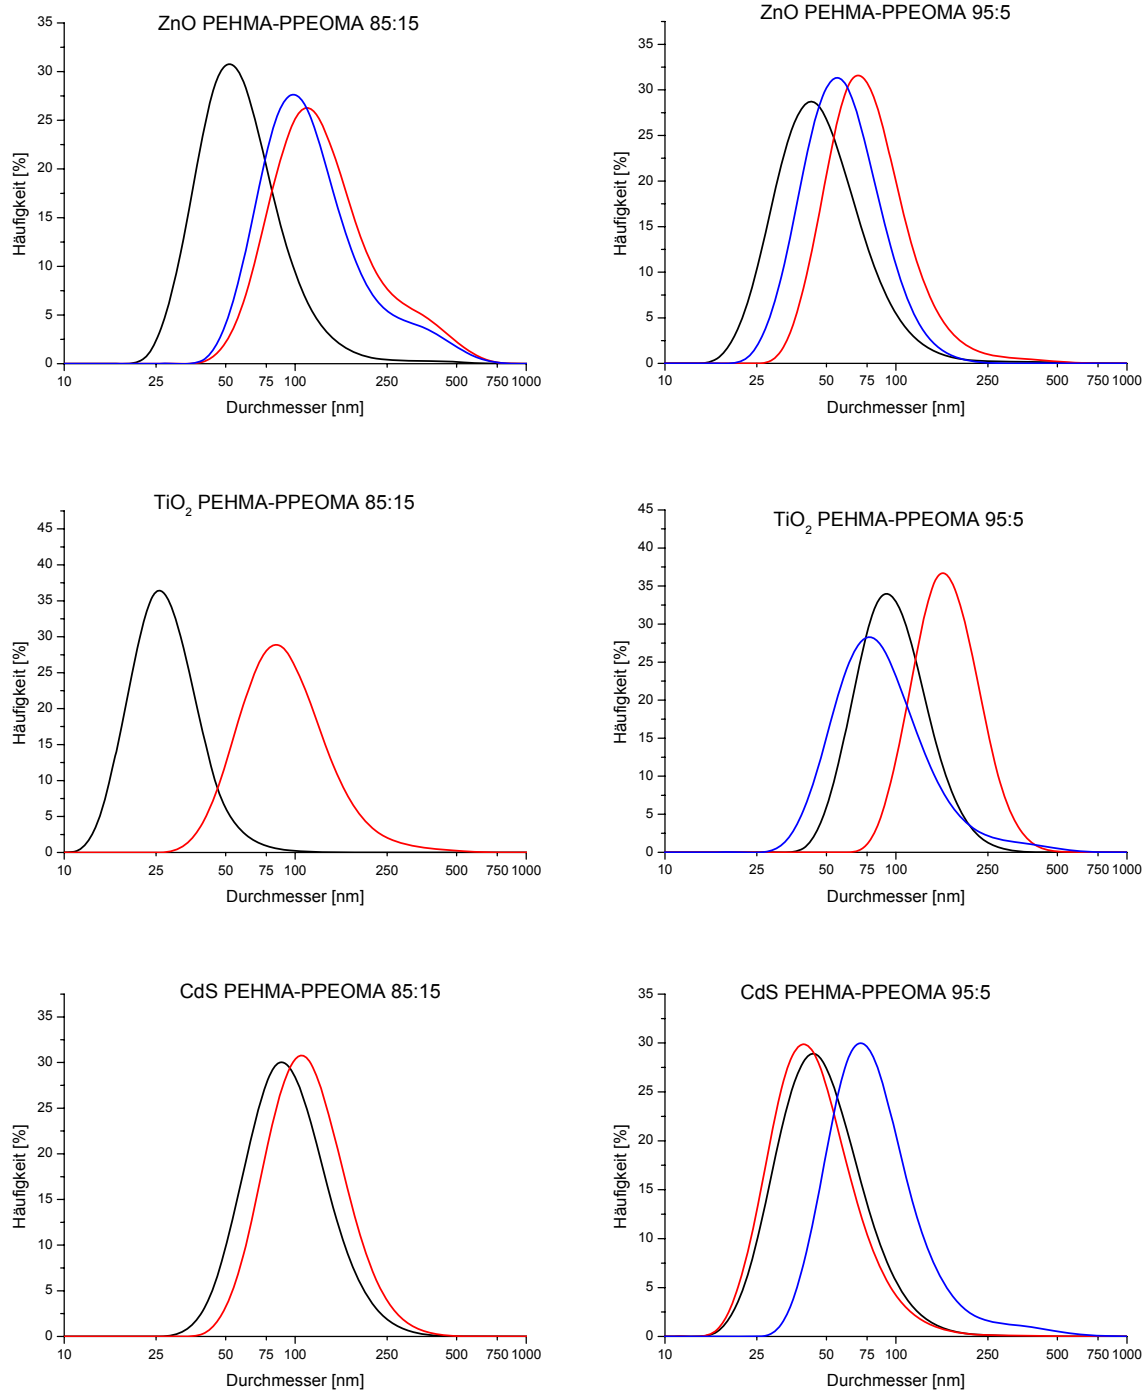 ZnO PEHMA-PPEOMA 85:15
35
30
25
20
15
10
5
0
Häufigkeit [%]
10 25 50 75 100 250 500 750 1000
Durchmesser [nm]
ZnO PEHMA-PPEOMA 95:5
35
30
25
20
15
10
5
0
Häufigkeit [%]
10 25 50 75 100 250 500 750 1000
Durchmesser [nm]
TiO₂ PEHMA-PPEOMA 85:15
45
40
35
30
25
20
15
10
5
0
Häufigkeit [%]
10 25 50 75 100 250 500 750 1000
Durchmesser [nm]
TiO₂ PEHMA-PPEOMA 95:5
45
40
35
30
25
20
15
10
5
0
Häufigkeit [%]
10 25 50 75 100 250 500 750 1000
Durchmesser [nm]
CdS PEHMA-PPEOMA 85:15
35
30
25
20
15
10
5
0
Häufigkeit [%]
10 25 50 75 100 250 500 750 1000
Durchmesser [nm]
CdS PEHMA-PPEOMA 95:5
35
30
25
20
15
10
5
0
Häufigkeit [%]
10 25 50 75 100 250 500 750 1000
Durchmesser [nm]